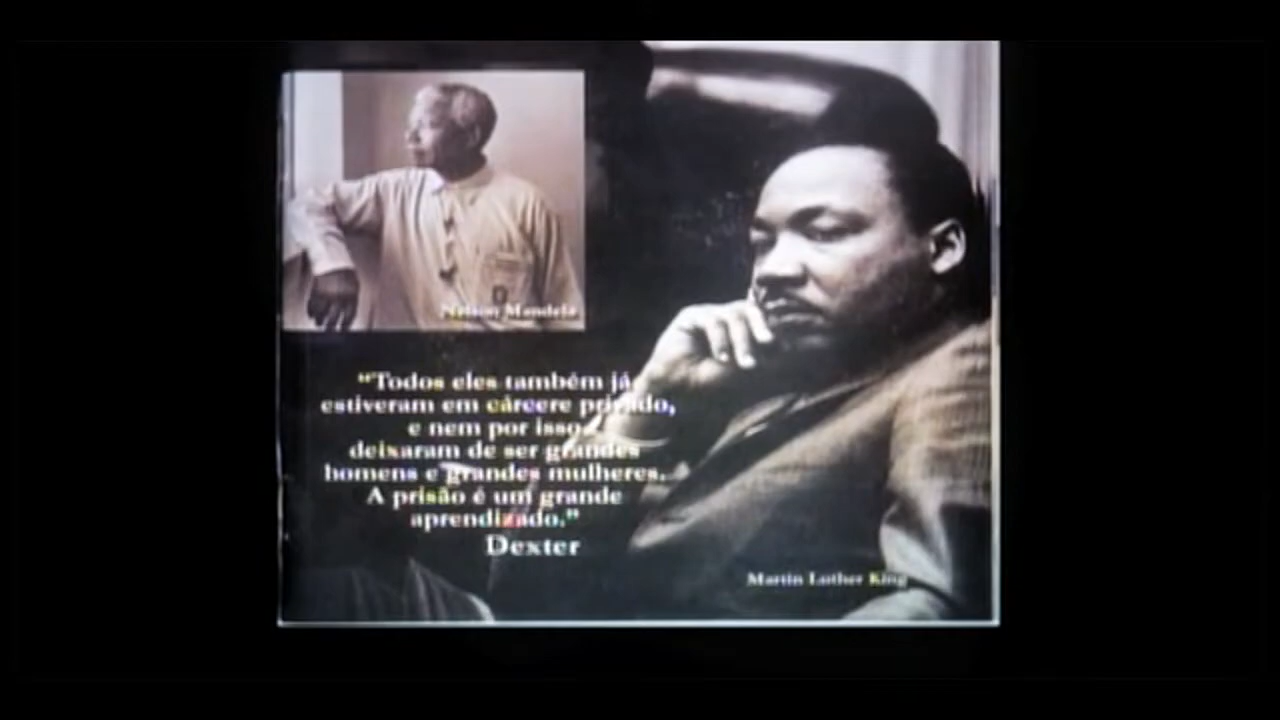 Nelson Mandela
“Todos eles também já
estiveram em cárcere privado,
e nem por isso
deixaram de ser grandes
homens e grandes mulheres.
A prisão é um grande
aprendizado.”
Dexter
Martin Luther King